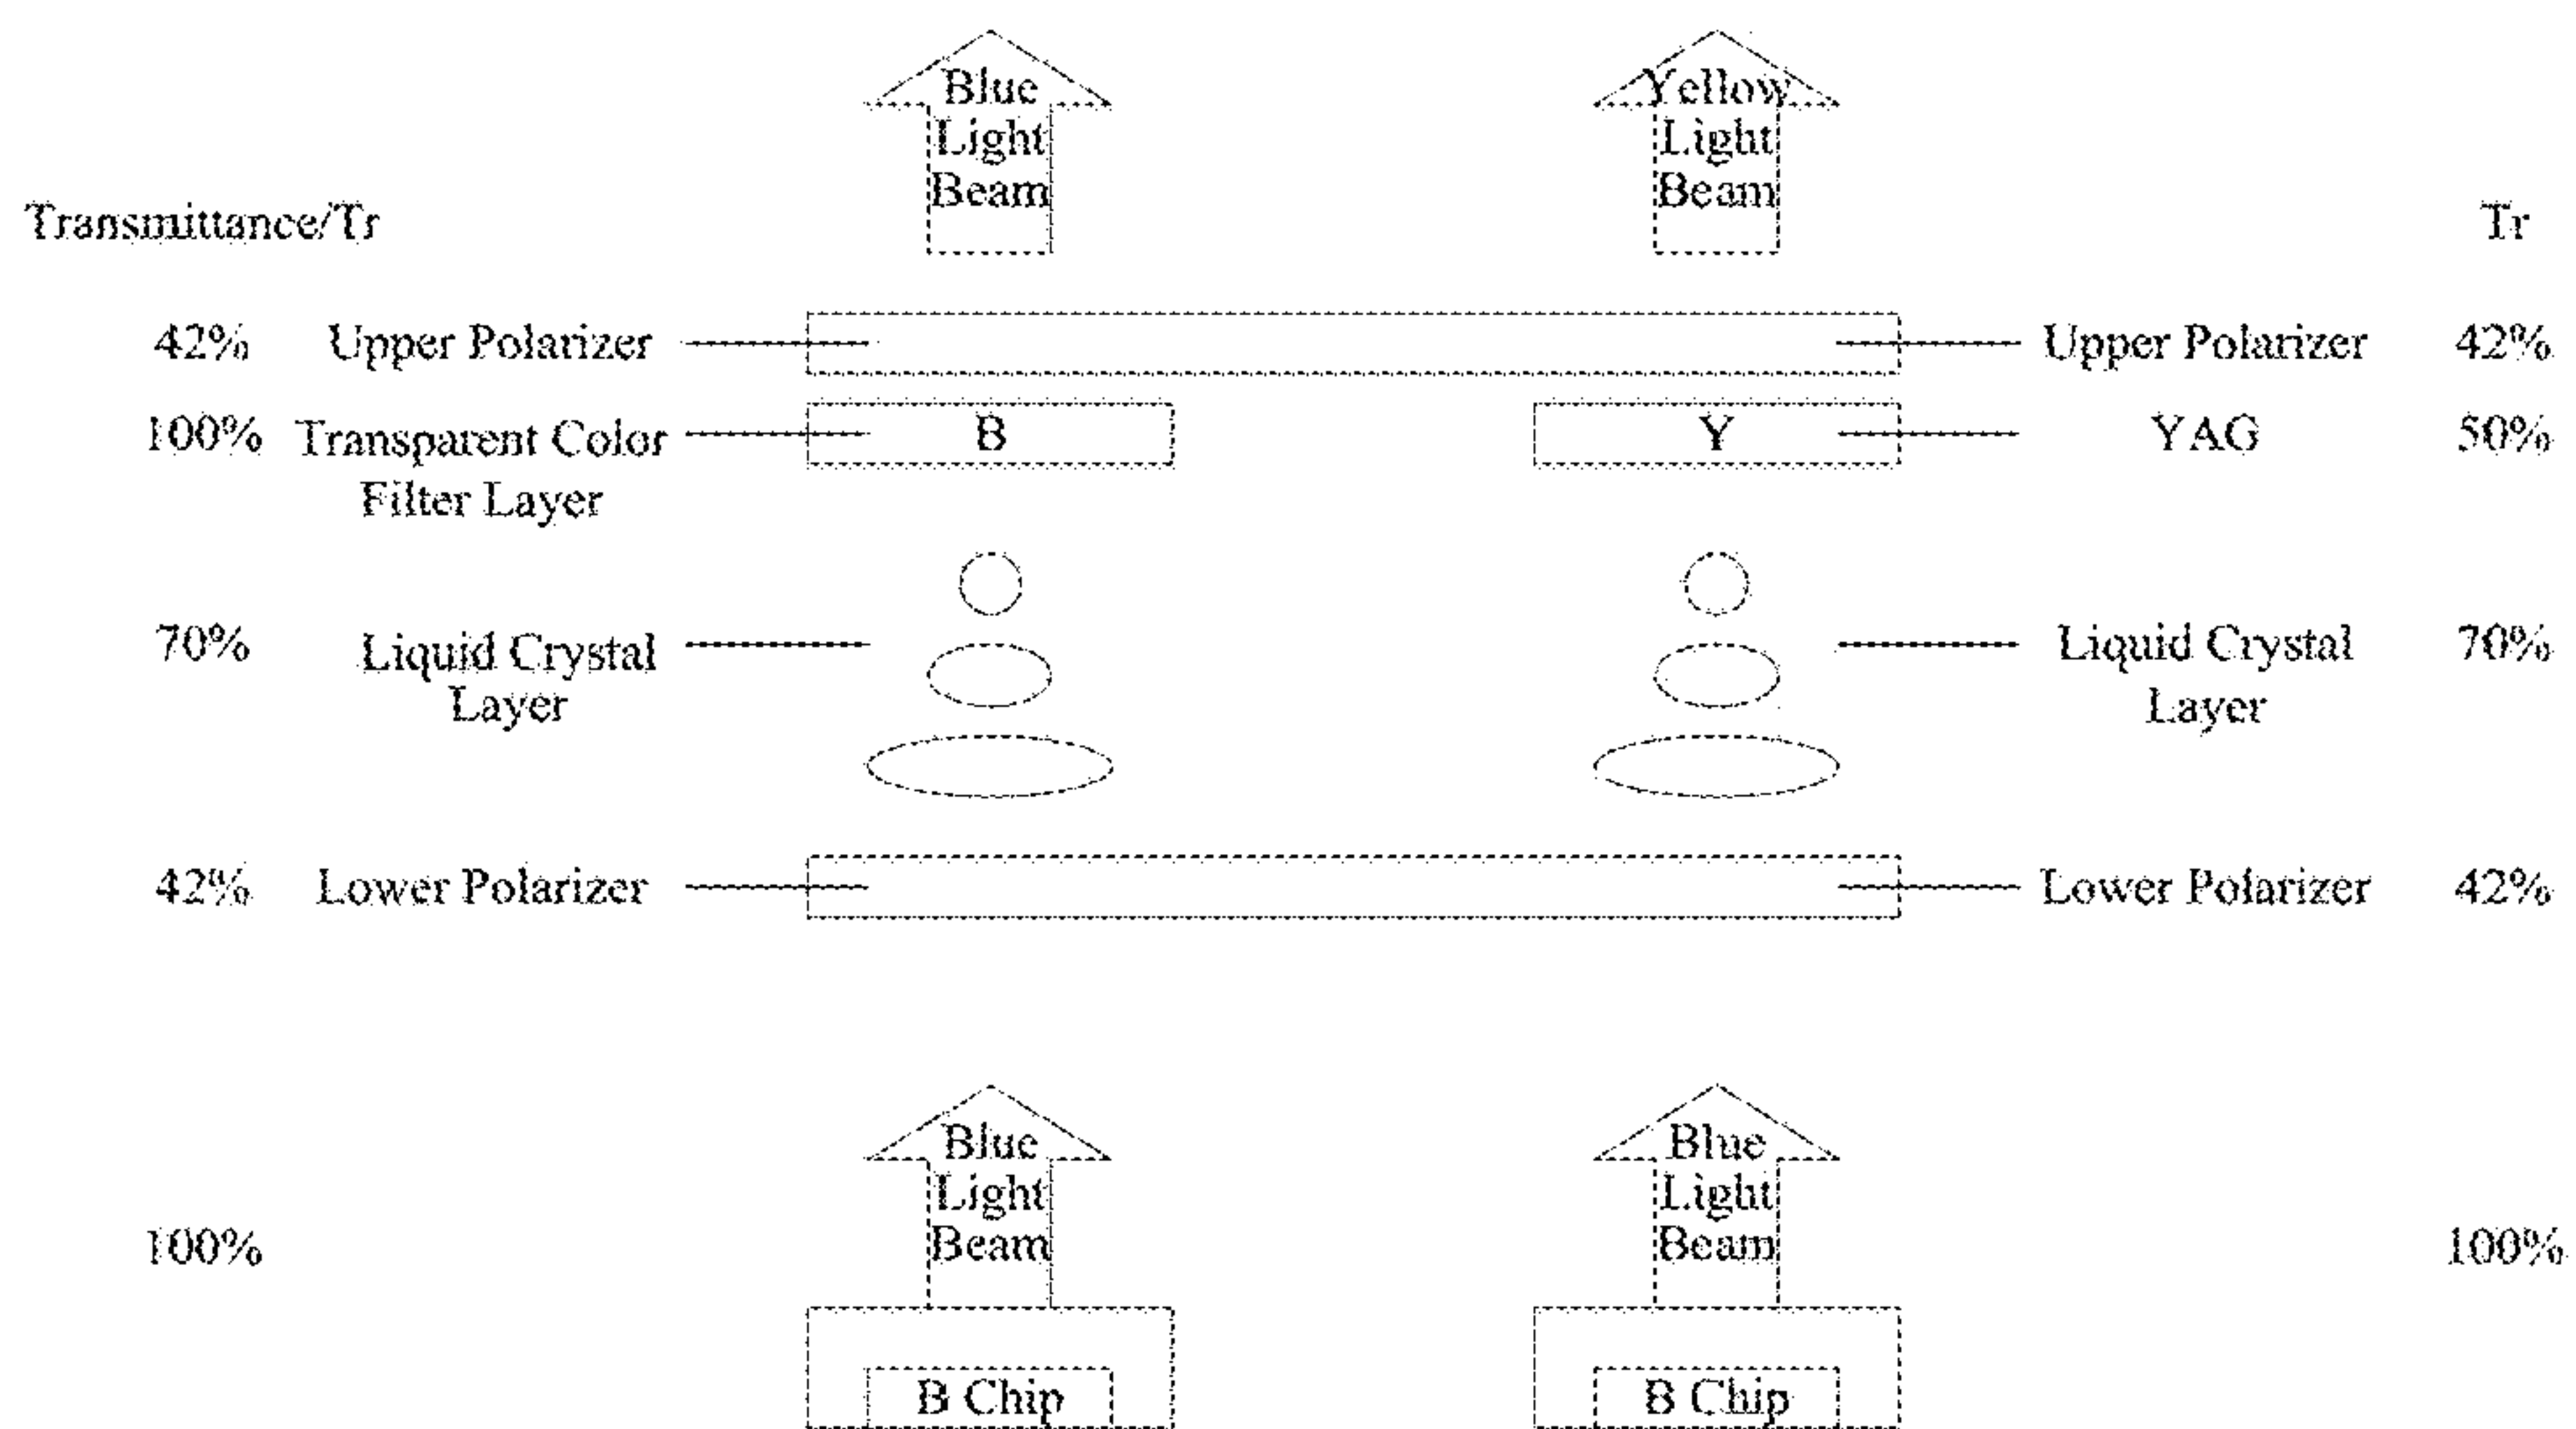 Blue
Light
Beam
Yellow
Light
Beam
Transmittance/Tr
Tr
42% Upper Polarizer
Upper Polarizer 42%
100% Transparent Color
Filter Layer
B
Y
YAG 50%
70% Liquid Crystal
Layer
Liquid Crystal 70%
Layer
42% Lower Polarizer
Lower Polarizer 42%
Blue
Light
Beam
Blue
Light
Beam
100%
100%
B Chip
B Chip